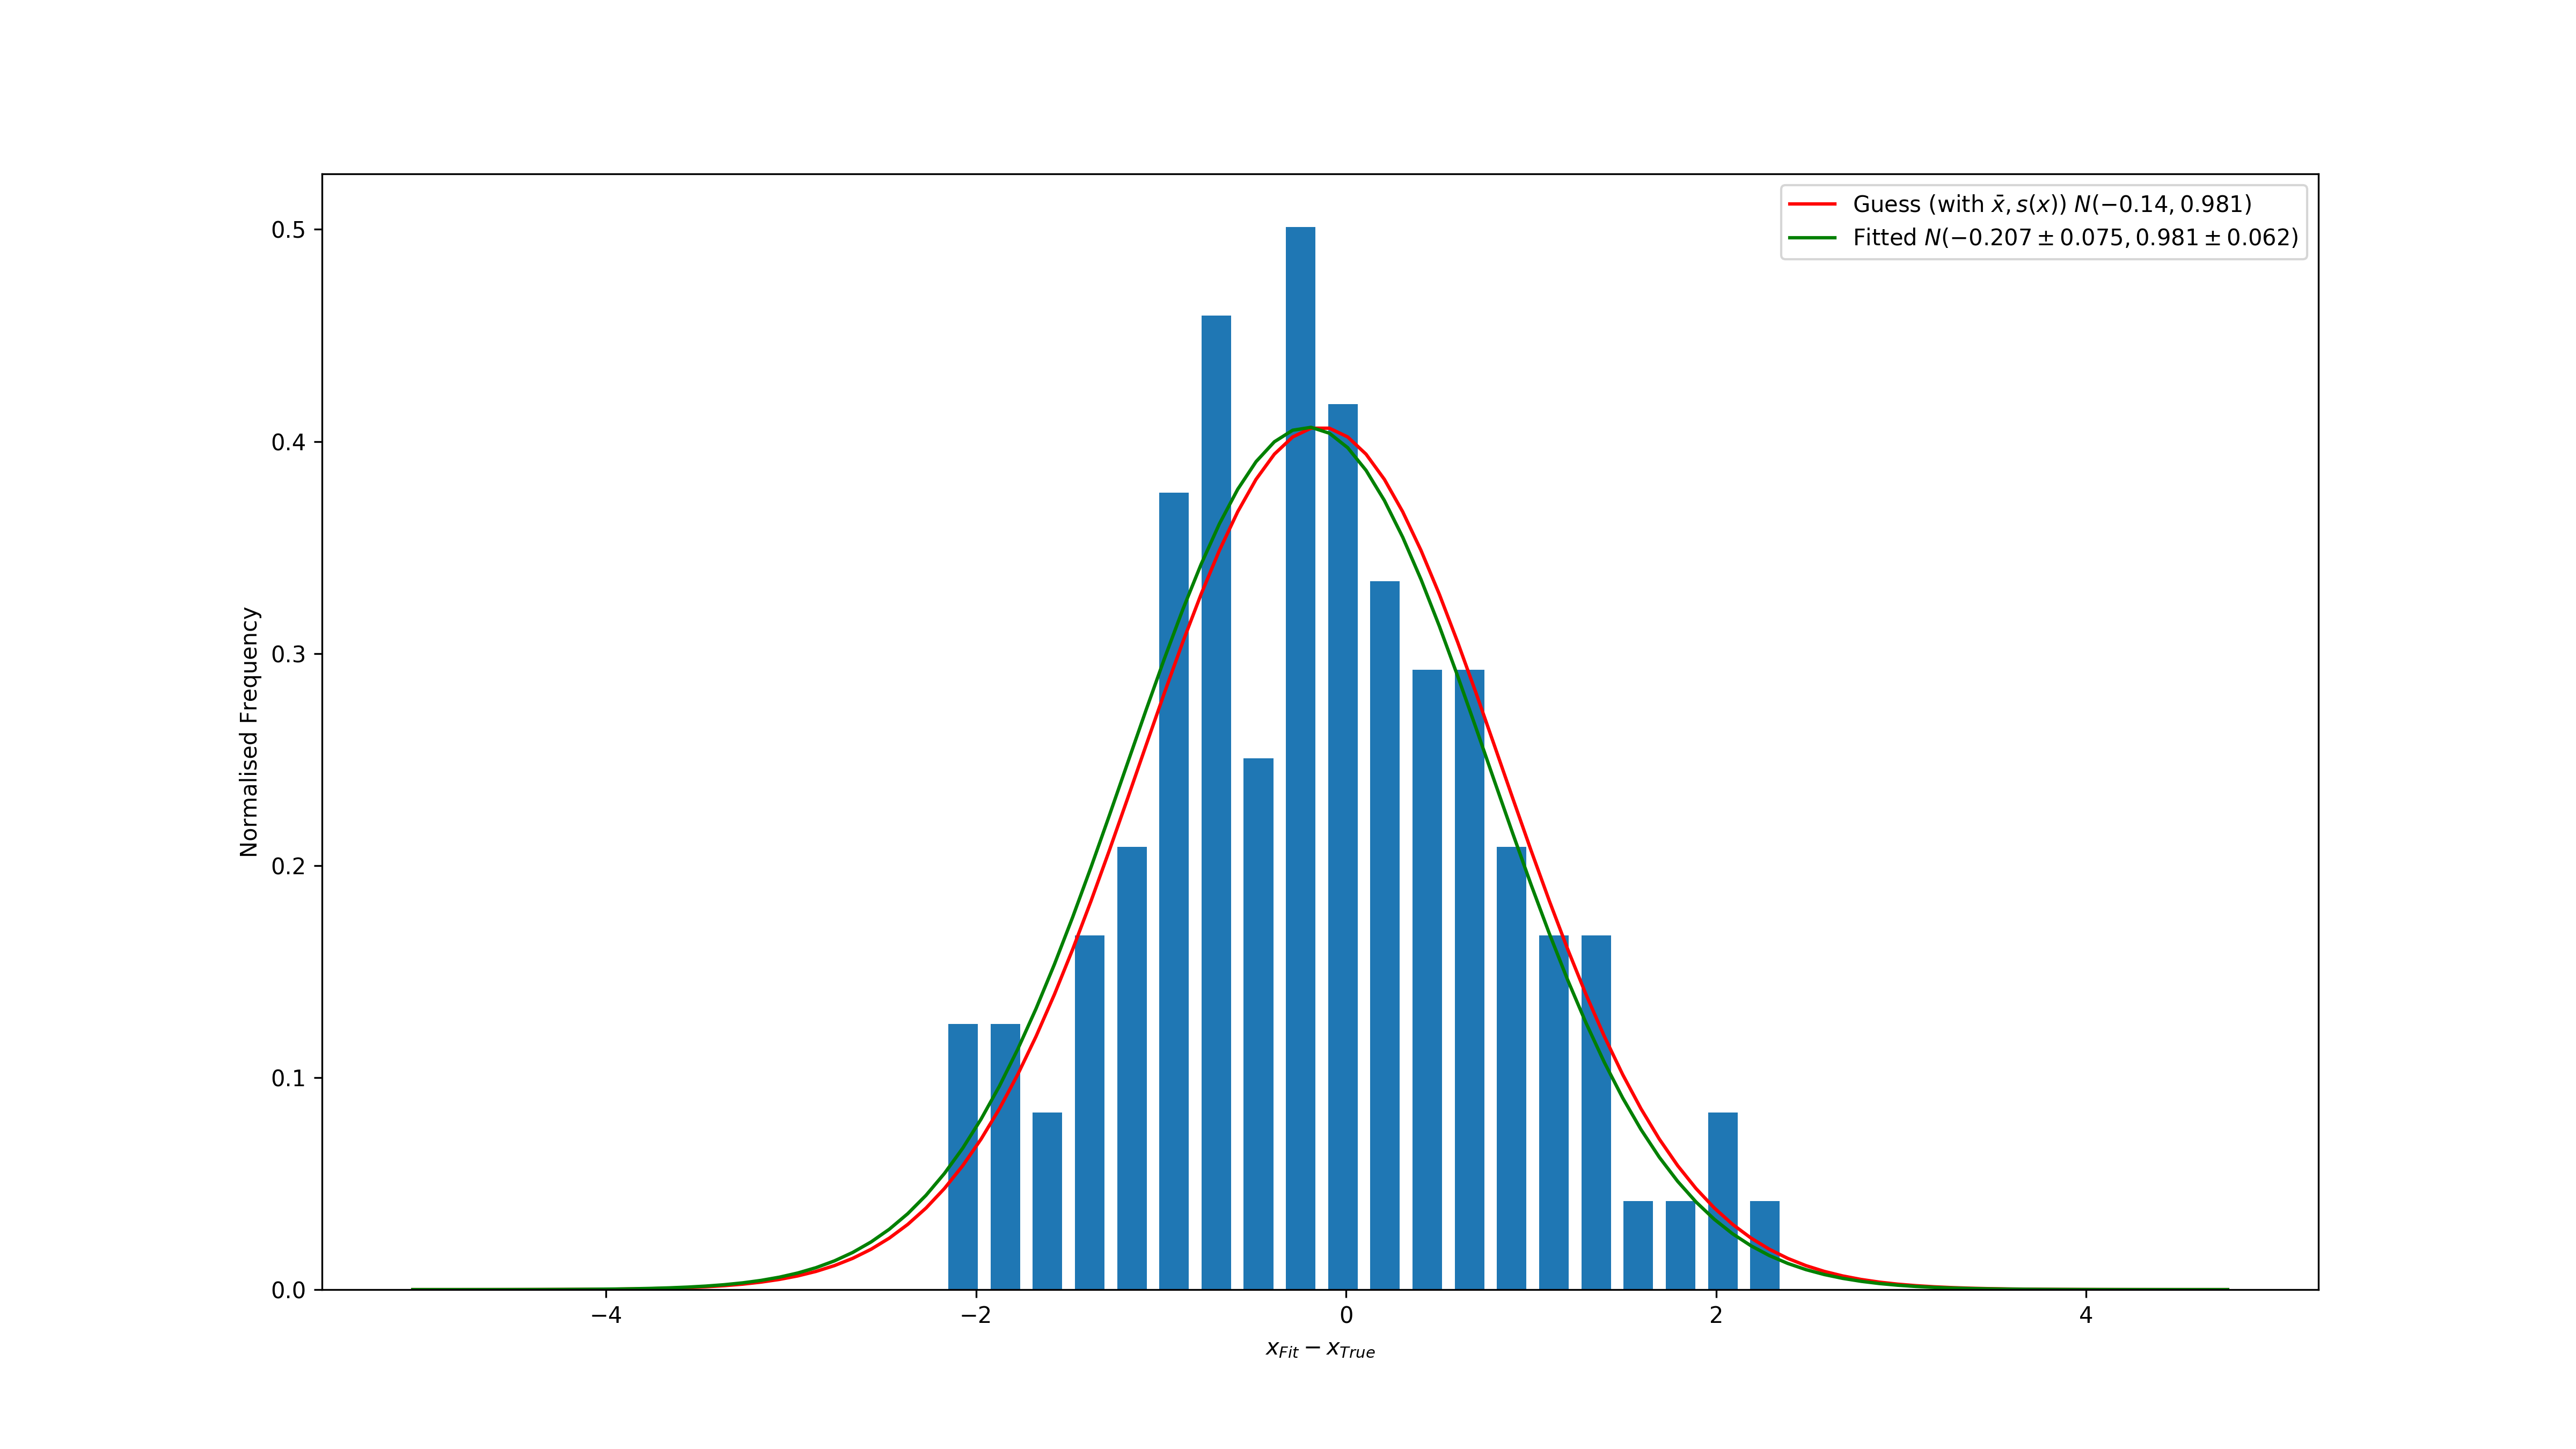 Guess (with x̄, s(x)) N(−0.14, 0.981)
Fitted N(−0.207 ± 0.075, 0.981 ± 0.062)
0.5
0.4
0.3
0.2
0.1
0.0
Normalised Frequency
−4 −2 0 2 4
x_Fit − x_True